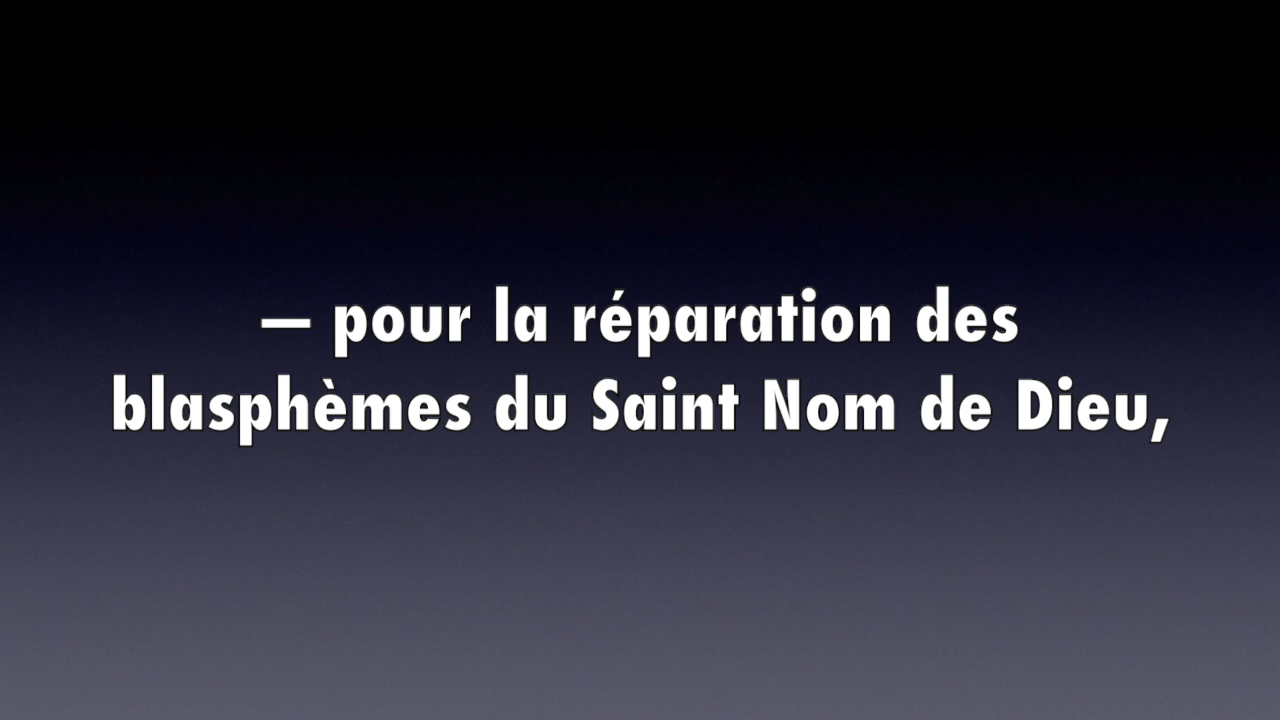 — pour la réparation des
blasphèmes du Saint Nom de Dieu,